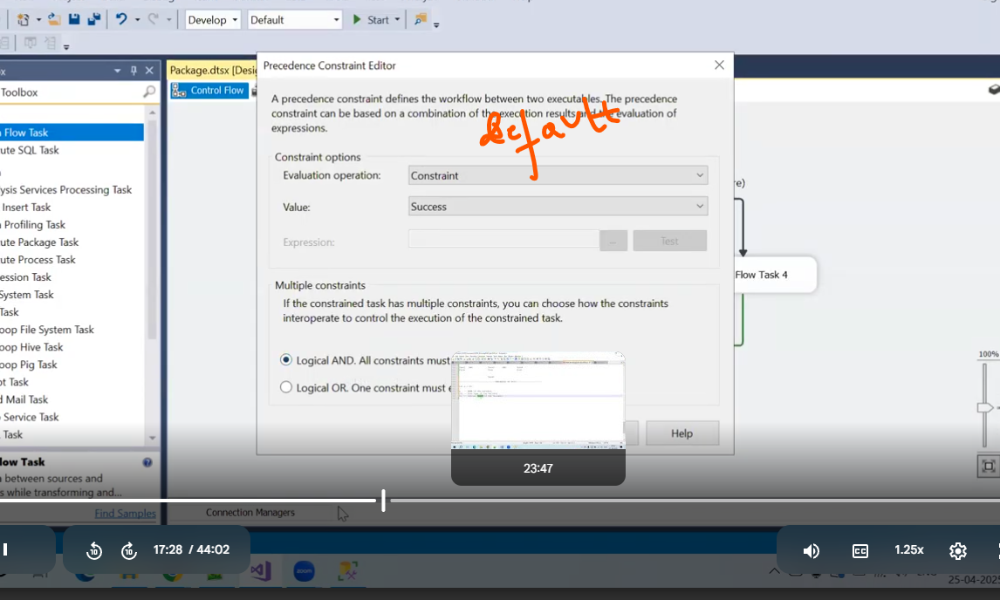 Develop
Default
Start
Package.dtsx [Desi
Precedence Constraint Editor
Toolbox
Control Flow
A precedence constraint defines the workflow between two executables. The precedence
constraint can be based on a combination of the execution results and the evaluation of
expressions.
default
Flow Task
ute SQL Task
ysis Services Processing Task
Insert Task
Profiling Task
ute Package Task
ute Process Task
ession Task
System Task
Task
oop File System Task
oop Hive Task
oop Pig Task
pt Task
d Mail Task
Service Task
Task
Constraint options
Evaluation operation:
Constraint
Value:
Success
Expression:
...
Test
re)
Flow Task 4
Multiple constraints
If the constrained task has multiple constraints, you can choose how the constraints
interoperate to control the execution of the constrained task.
Logical AND. All constraints must
Logical OR. One constraint must e
Help
100%
23:47
low Task
between sources and
s while transforming and...
Find Samples
Connection Managers
10
10
17:28 / 44:02
CC
1.25x
zoom
25-04-2025